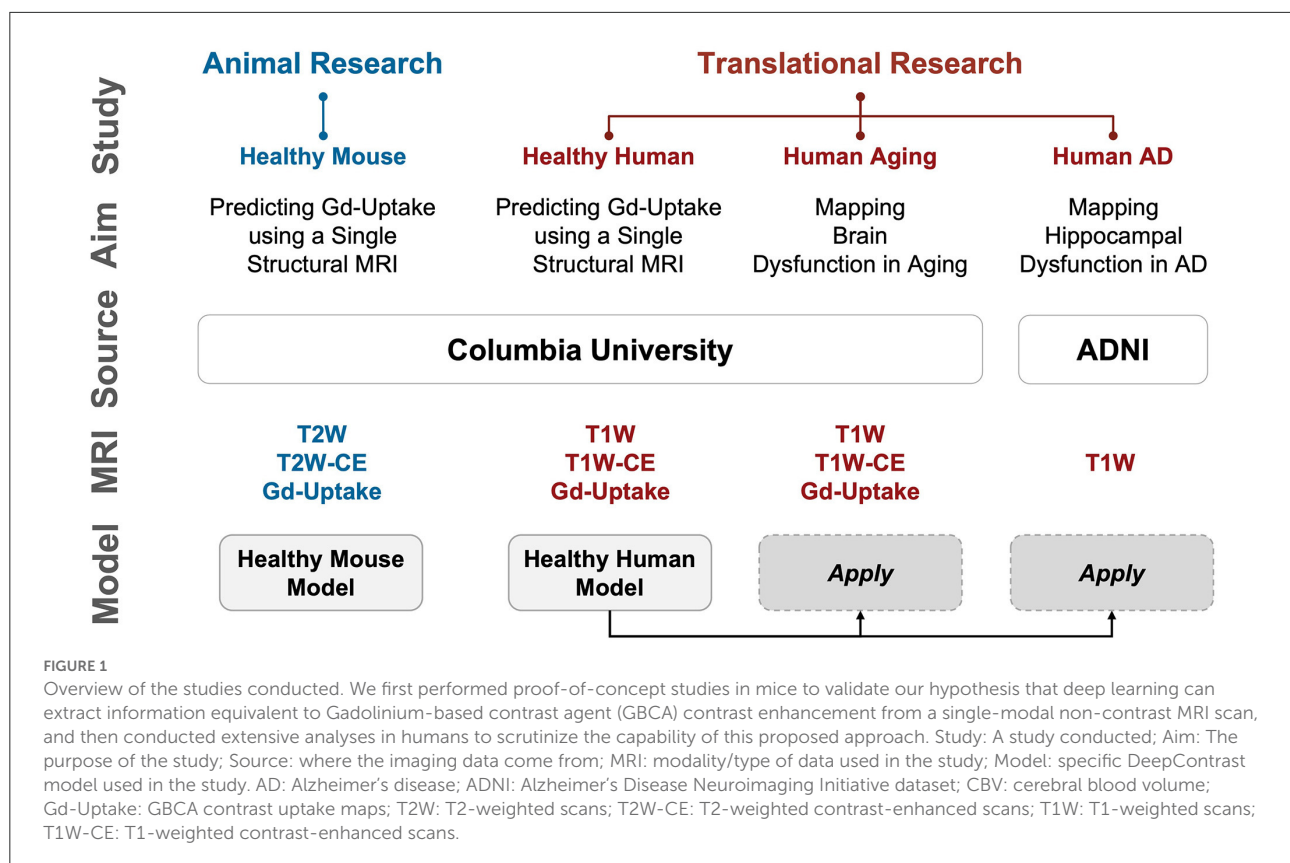 Animal Research
Translational Research
Study
Healthy Mouse
Healthy Human
Human Aging
Human AD
Aim
Predicting Gd-Uptake
using a Single
Structural MRI
Predicting Gd-Uptake
using a Single
Structural MRI
Mapping
Brain
Dysfunction in Aging
Mapping
Hippocampal
Dysfunction in AD
Source
Columbia University
ADNI
MRI
T2W
T2W-CE
Gd-Uptake
T1W
T1W-CE
Gd-Uptake
T1W
T1W-CE
Gd-Uptake
T1W
Model
Healthy Mouse
Model
Healthy Human
Model
Apply
Apply
FIGURE 1
Overview of the studies conducted. We first performed proof-of-concept studies in mice to validate our hypothesis that deep learning can
extract information equivalent to Gadolinium-based contrast agent (GBCA) contrast enhancement from a single-modal non-contrast MRI scan,
and then conducted extensive analyses in humans to scrutinize the capability of this proposed approach. Study: A study conducted; Aim: The
purpose of the study; Source: where the imaging data come from; MRI: modality/type of data used in the study; Model: specific DeepContrast
model used in the study. AD: Alzheimer's disease; ADNI: Alzheimer's Disease Neuroimaging Initiative dataset; CBV: cerebral blood volume;
Gd-Uptake: GBCA contrast uptake maps; T2W: T2-weighted scans; T2W-CE: T2-weighted contrast-enhanced scans; T1W: T1-weighted scans;
T1W-CE: T1-weighted contrast-enhanced scans.